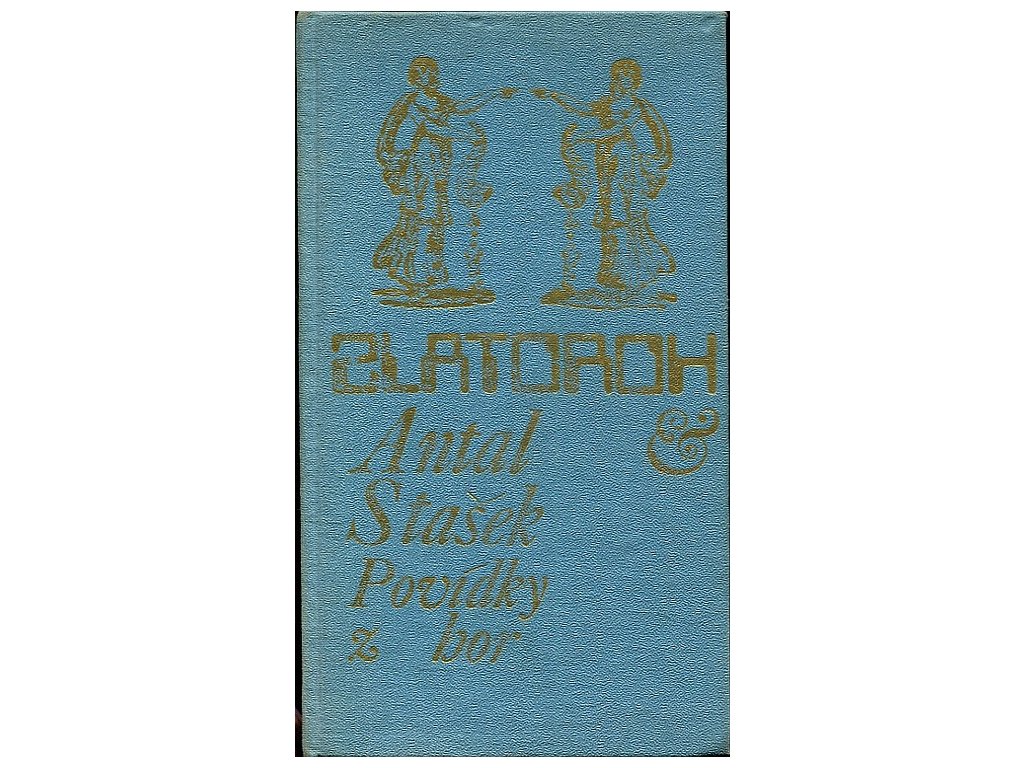 ZLATOROH
Antal &
Stašek
Povídky
z hor